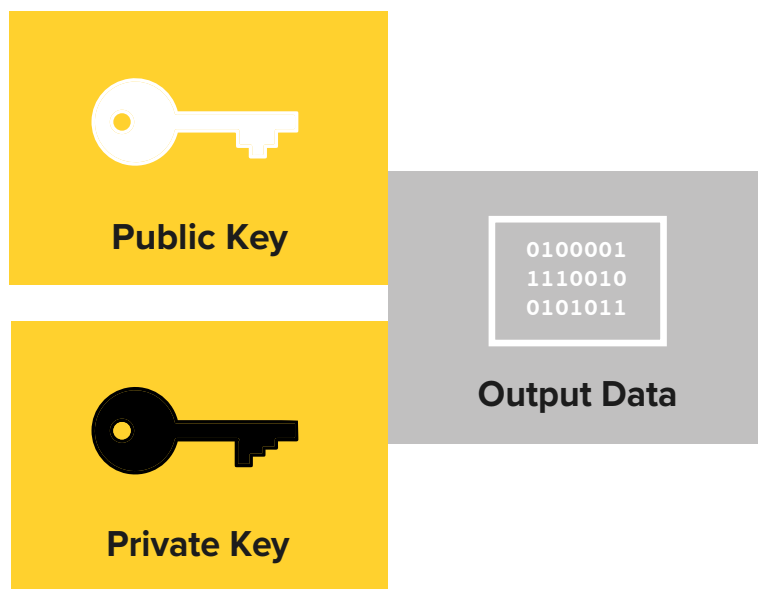 Public Key
0100001
1110010
0101011
Output Data
Private Key